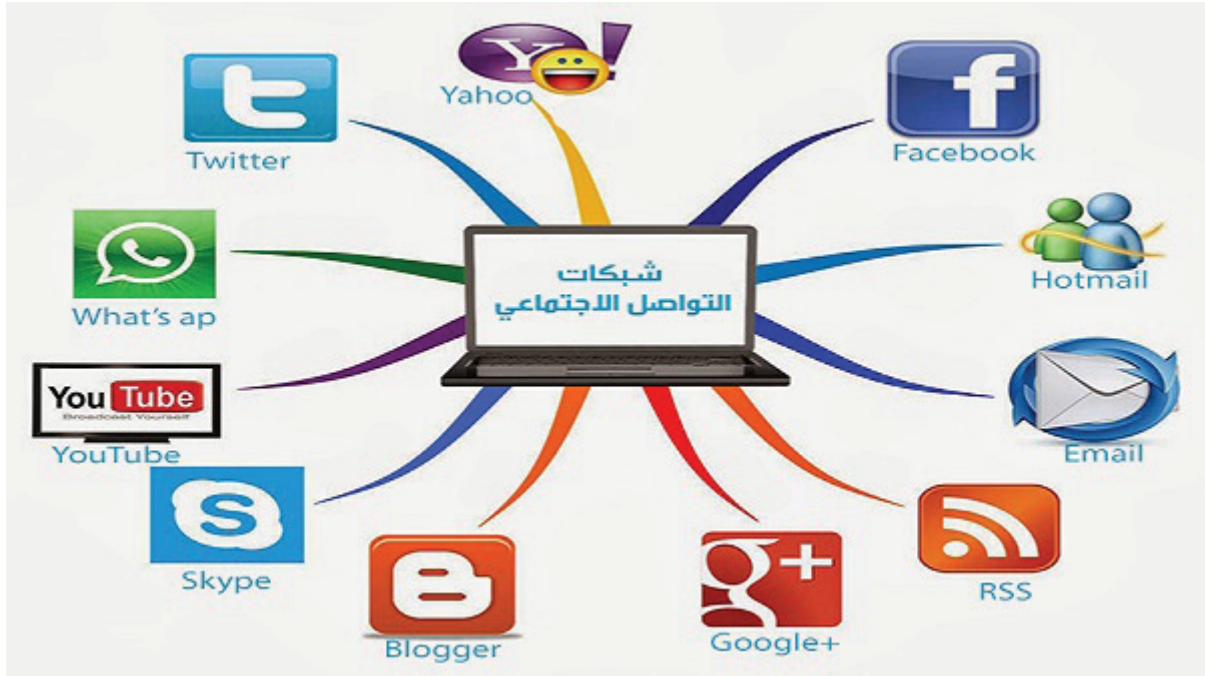 Yahoo
Twitter
Facebook
What's ap
Hotmail
شبكات
التواصل الاجتماعي
You Tube
Broadcast Yourself
YouTube
Email
Skype
RSS
Blogger
Google+